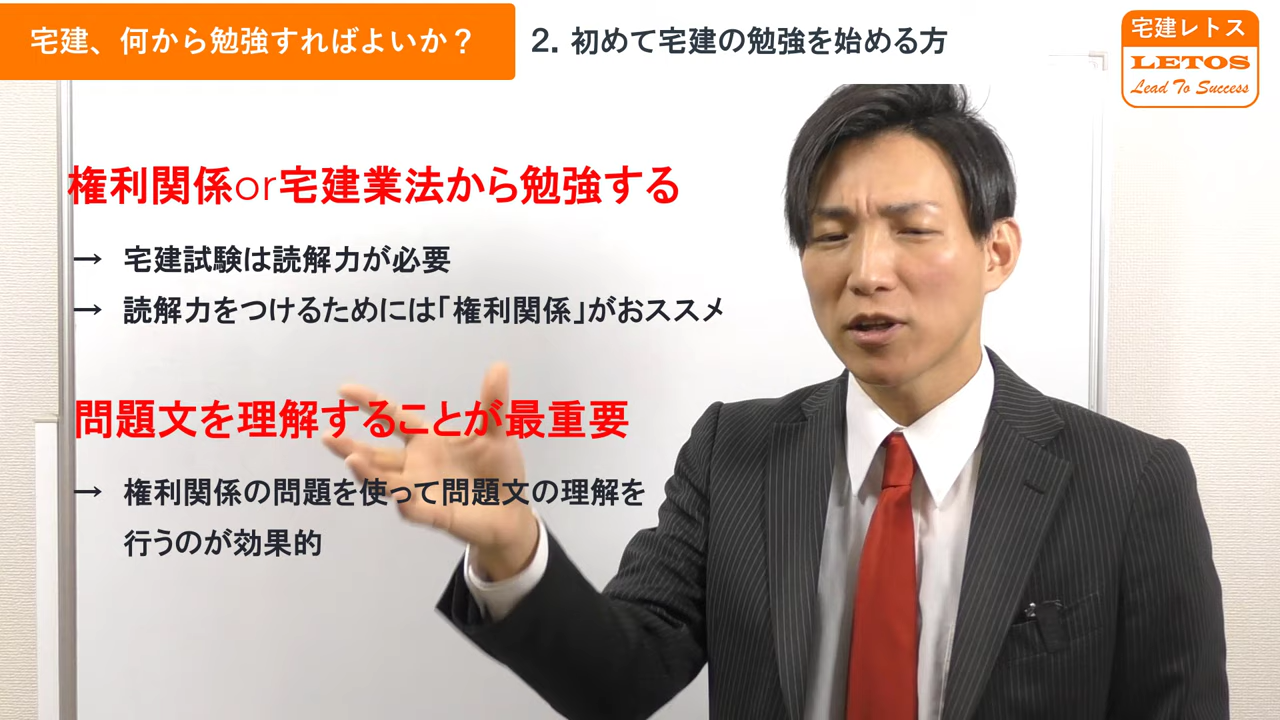 宅建、何から勉強すればよいか？
2. 初めて宅建の勉強を始める方
宅建レトス
LETOS
Lead To Success
権利関係or宅建業法から勉強する
→ 宅建試験は読解力が必要
→ 読解力をつけるためには「権利関係」がおススメ
問題文を理解することが最重要
→ 権利関係の問題を使って問題文の理解を
行うのが効果的